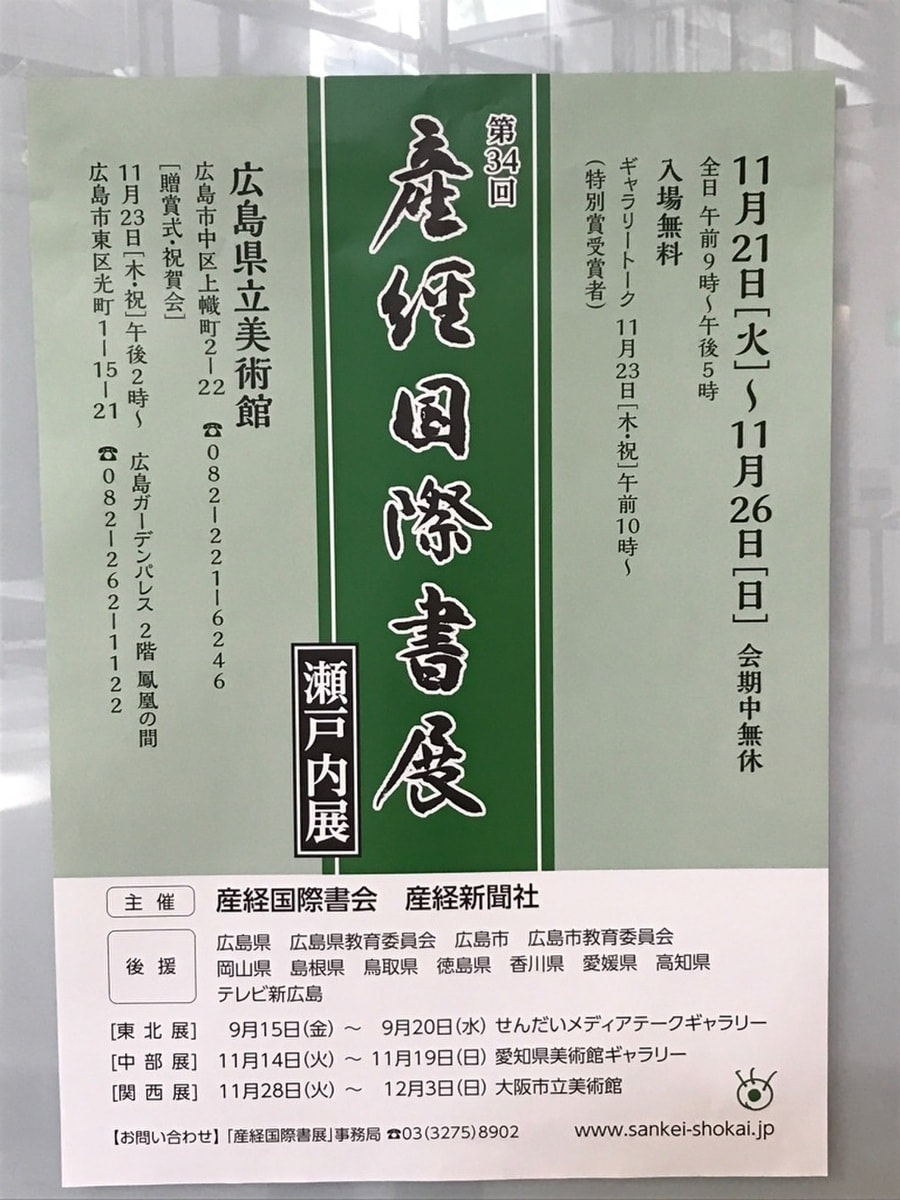 11月21日[火]～11月26日[日] 会期中無休
全日 午前9時～午後5時
入場無料
ギャラリートーク 11月23日[木・祝]午前10時～
(特別賞受賞者)
第34回
産経国際書展
瀬戸内展
広島県立美術館
広島市中区上幟町2－22 ☎082－221－6246
[贈賞式・祝賀会]
11月23日[木・祝]午後2時～ 広島ガーデンパレス 2階 鳳凰の間
広島市東区光町1－15－21 ☎082－262－1122
主催 産経国際書会 産経新聞社
後援
広島県 広島県教育委員会 広島市 広島市教育委員会
岡山県 島根県 鳥取県 徳島県 香川県 愛媛県 高知県
テレビ新広島
[東北展] 9月15日(金) ～ 9月20日(水) せんだいメディアテークギャラリー
[中部展] 11月14日(火) ～ 11月19日(日) 愛知県美術館ギャラリー
[関西展] 11月28日(火) ～ 12月3日(日) 大阪市立美術館
【お問い合わせ】「産経国際書展」事務局 ☎03(3275)8902
www.sankei-shokai.jp